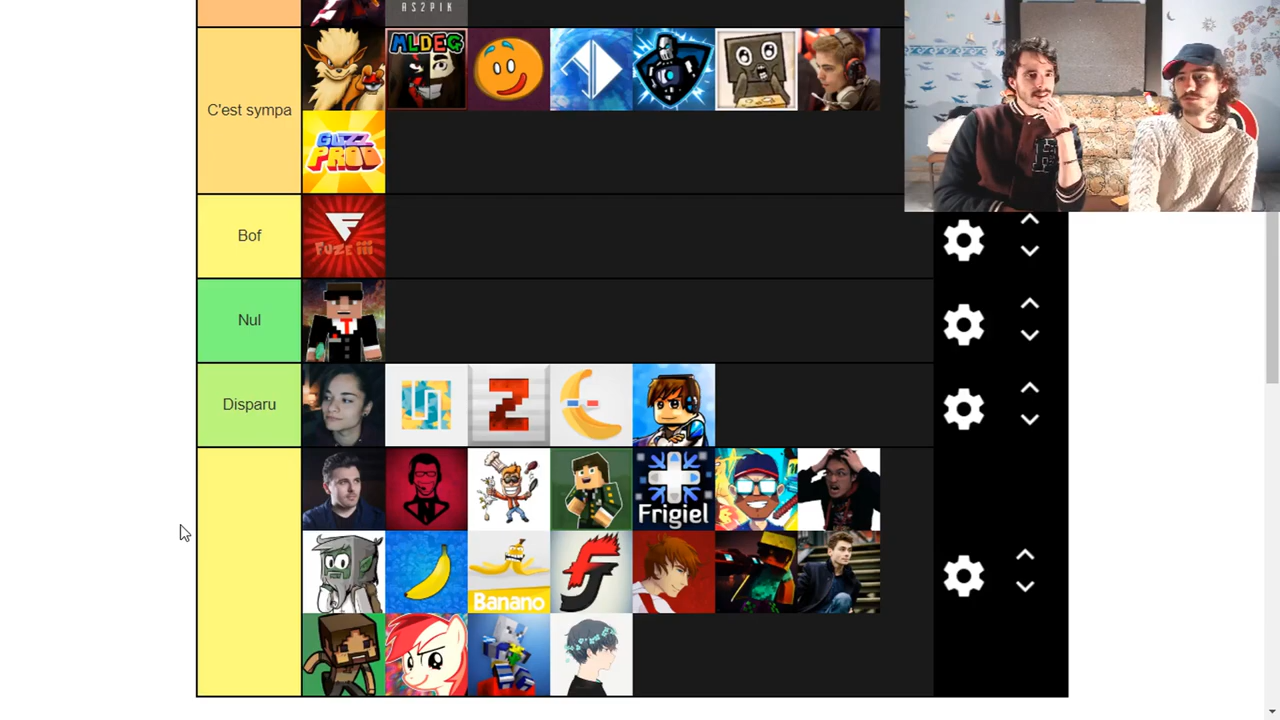 AS2PIK
C'est sympa
MLDEG
GUZZ
PROD
Bof
FUZE iii
Nul
Disparu
Z
Frigiel
Banano